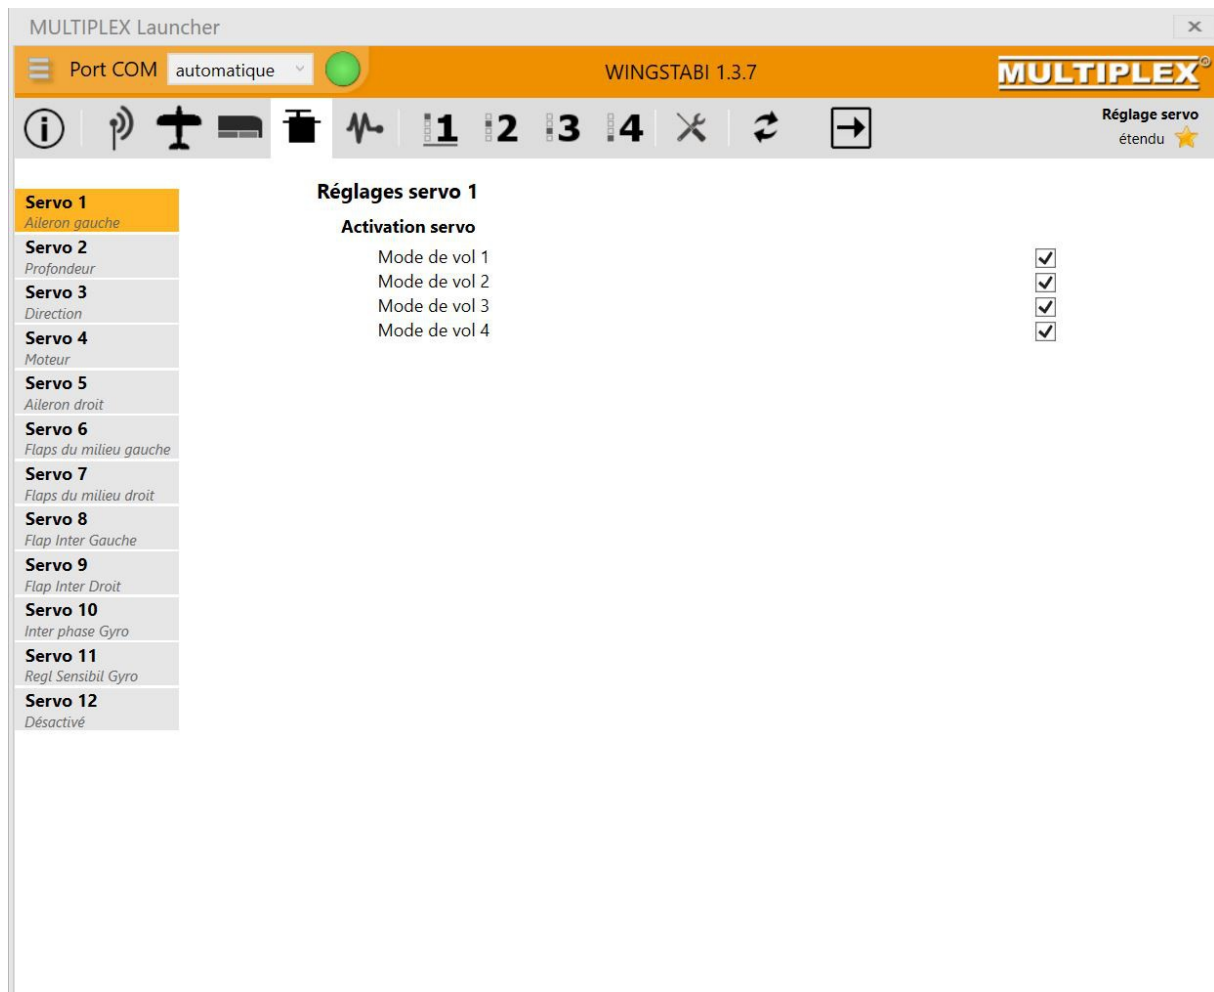 MULTIPLEX Launcher
Port COM automatique WINGSTABI 1.3.7 MULTIPLEX®
1 2 3 4 Réglage servo
étendu
Réglages servo 1
Activation servo
Mode de vol 1
Mode de vol 2
Mode de vol 3
Mode de vol 4
Servo 1
Aileron gauche
Servo 2
Profondeur
Servo 3
Direction
Servo 4
Moteur
Servo 5
Aileron droit
Servo 6
Flaps du milieu gauche
Servo 7
Flaps du milieu droit
Servo 8
Flap Inter Gauche
Servo 9
Flap Inter Droit
Servo 10
Inter phase Gyro
Servo 11
Regl Sensibil Gyro
Servo 12
Désactivé